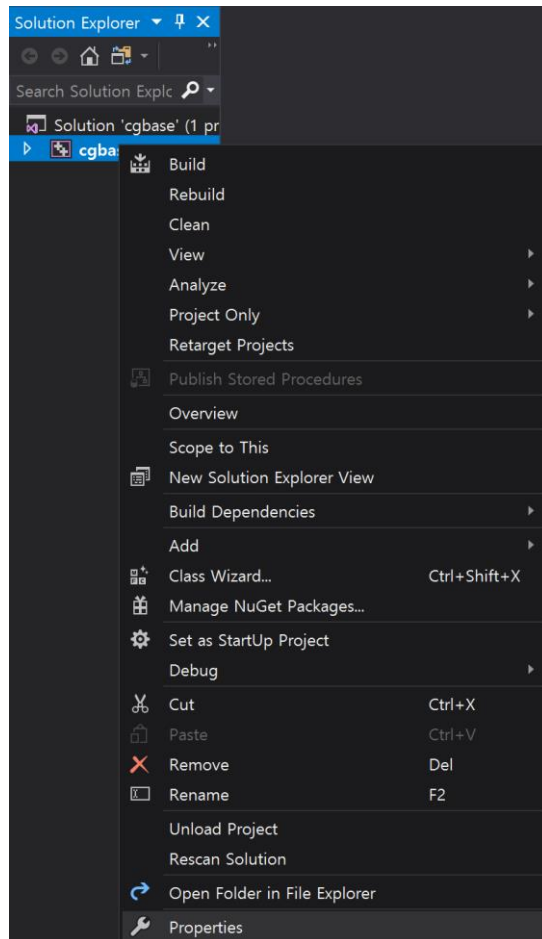 Solution Explorer
Search Solution Explc
Solution 'cgbase' (1 pr
cgba
Build
Rebuild
Clean
View
Analyze
Project Only
Retarget Projects
Publish Stored Procedures
Overview
Scope to This
New Solution Explorer View
Build Dependencies
Add
Class Wizard... Ctrl+Shift+X
Manage NuGet Packages...
Set as StartUp Project
Debug
Cut Ctrl+X
Paste Ctrl+V
Remove Del
Rename F2
Unload Project
Rescan Solution
Open Folder in File Explorer
Properties